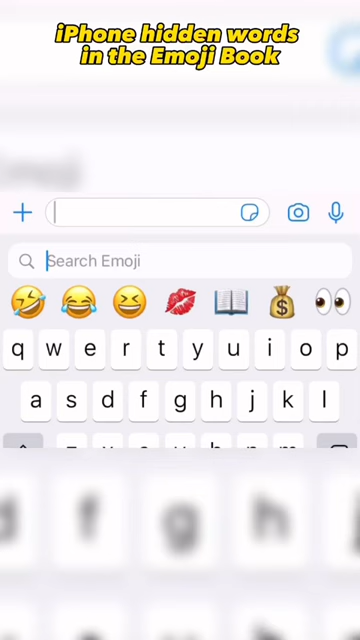 iPhone hidden words
in the Emoji Book
Search Emoji
q w e r t y u i o p
a s d f g h j k l
d f g h